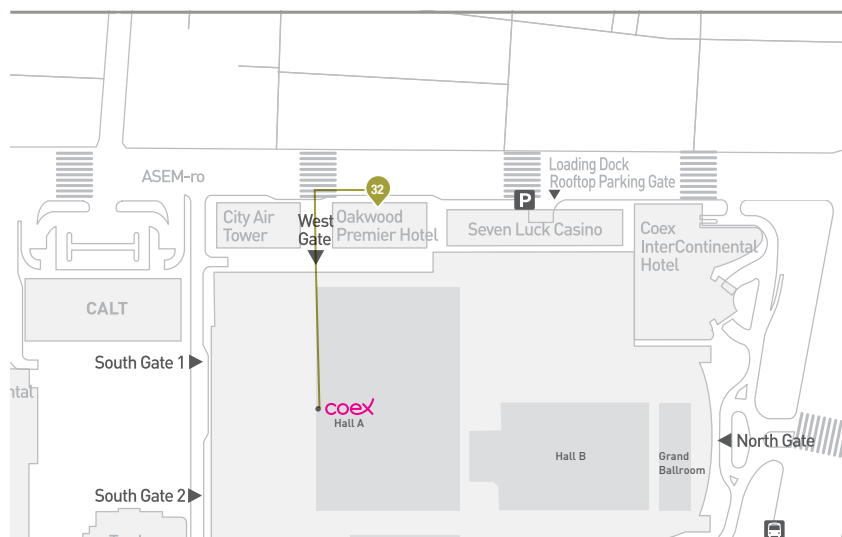 Loading Dock
Rooftop Parking Gate
ASEM-ro
32
P
City Air
Tower
West
Gate
Oakwood
Premier Hotel
Seven Luck Casino
Coex
InterContinental
Hotel
CALT
South Gate 1
ntal
coex
Hall A
North Gate
Hall B
Grand
Ballroom
South Gate 2